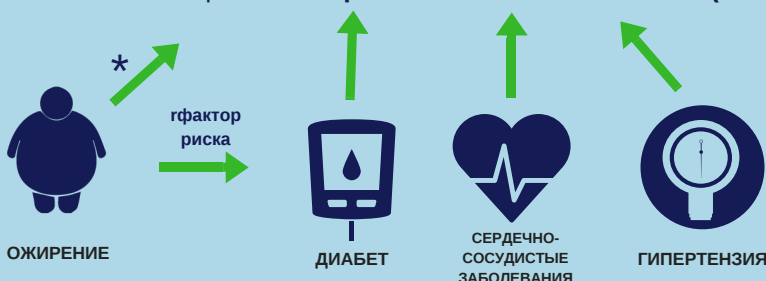 *
rфактор
риска
ОЖИРЕНИЕ
ДИАБЕТ
СЕРДЕЧНО-
СОСУДИСТЫЕ
ЗАБОЛЕВАНИЯ
ГИПЕРТЕНЗИЯ